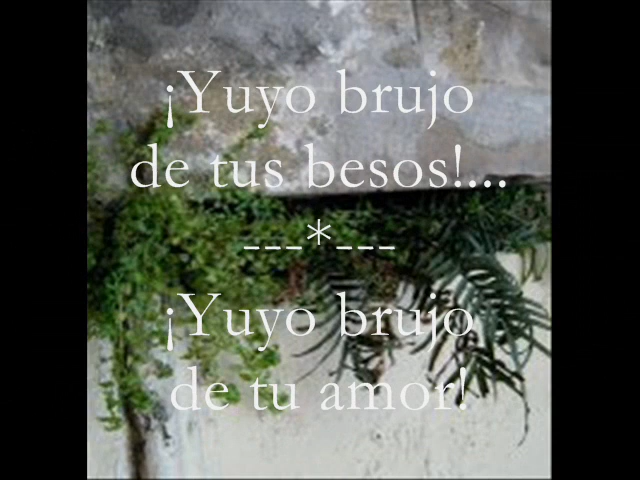 ¡Yuyo brujo
de tus besos!...
---*---
¡Yuyo brujo
de tu amor!